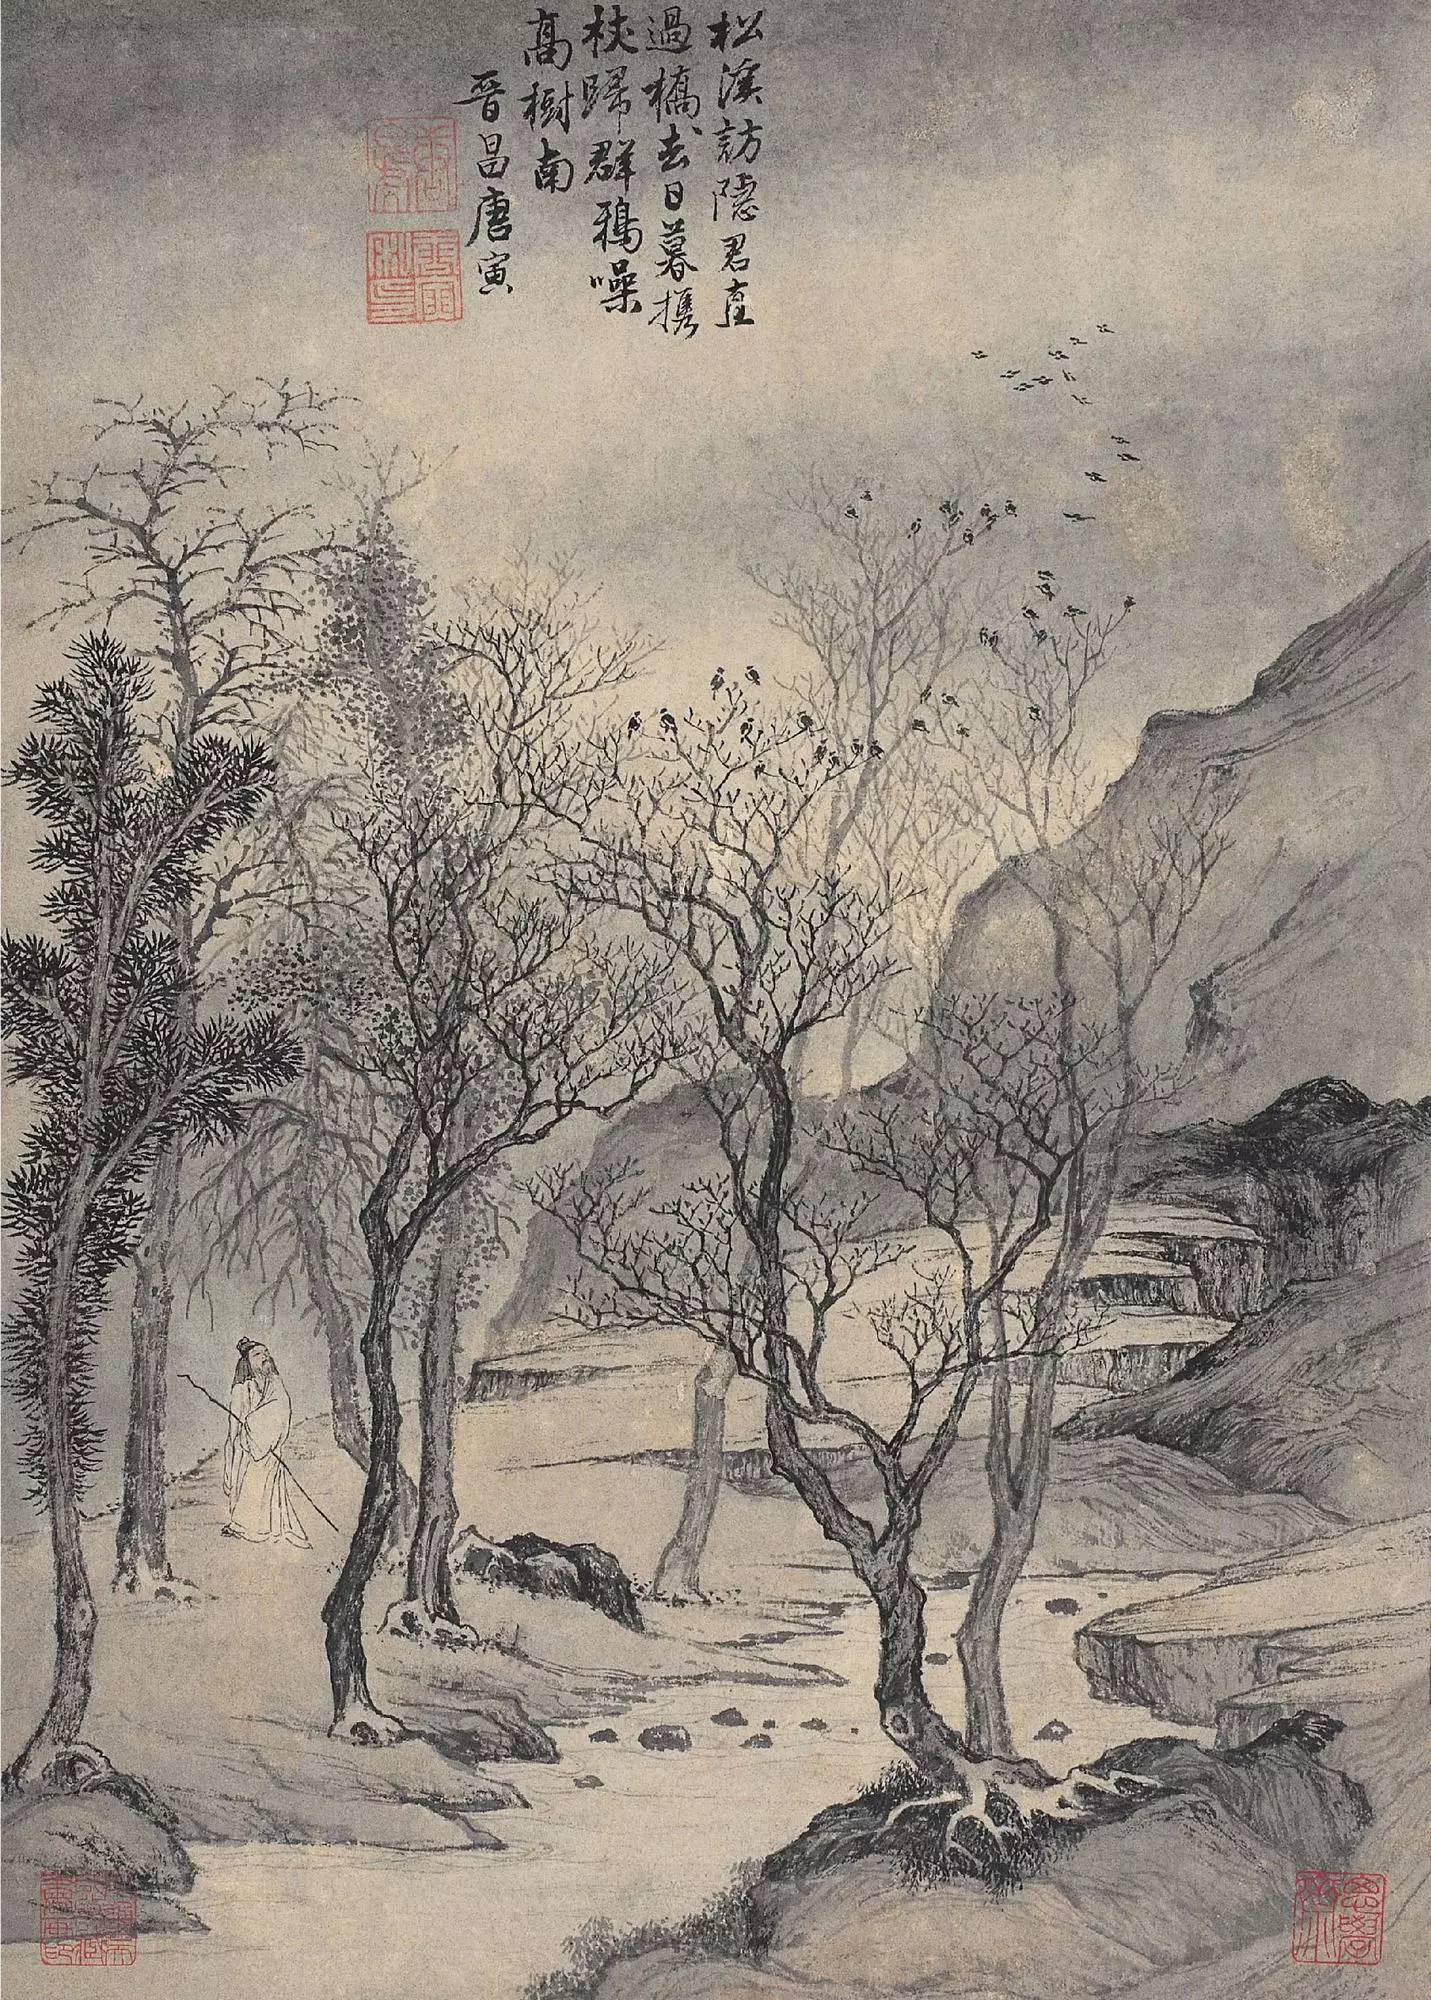 松溪訪隱君直
過橋去日暮攜
杖歸群鴉噪
高樹南
晉昌唐寅